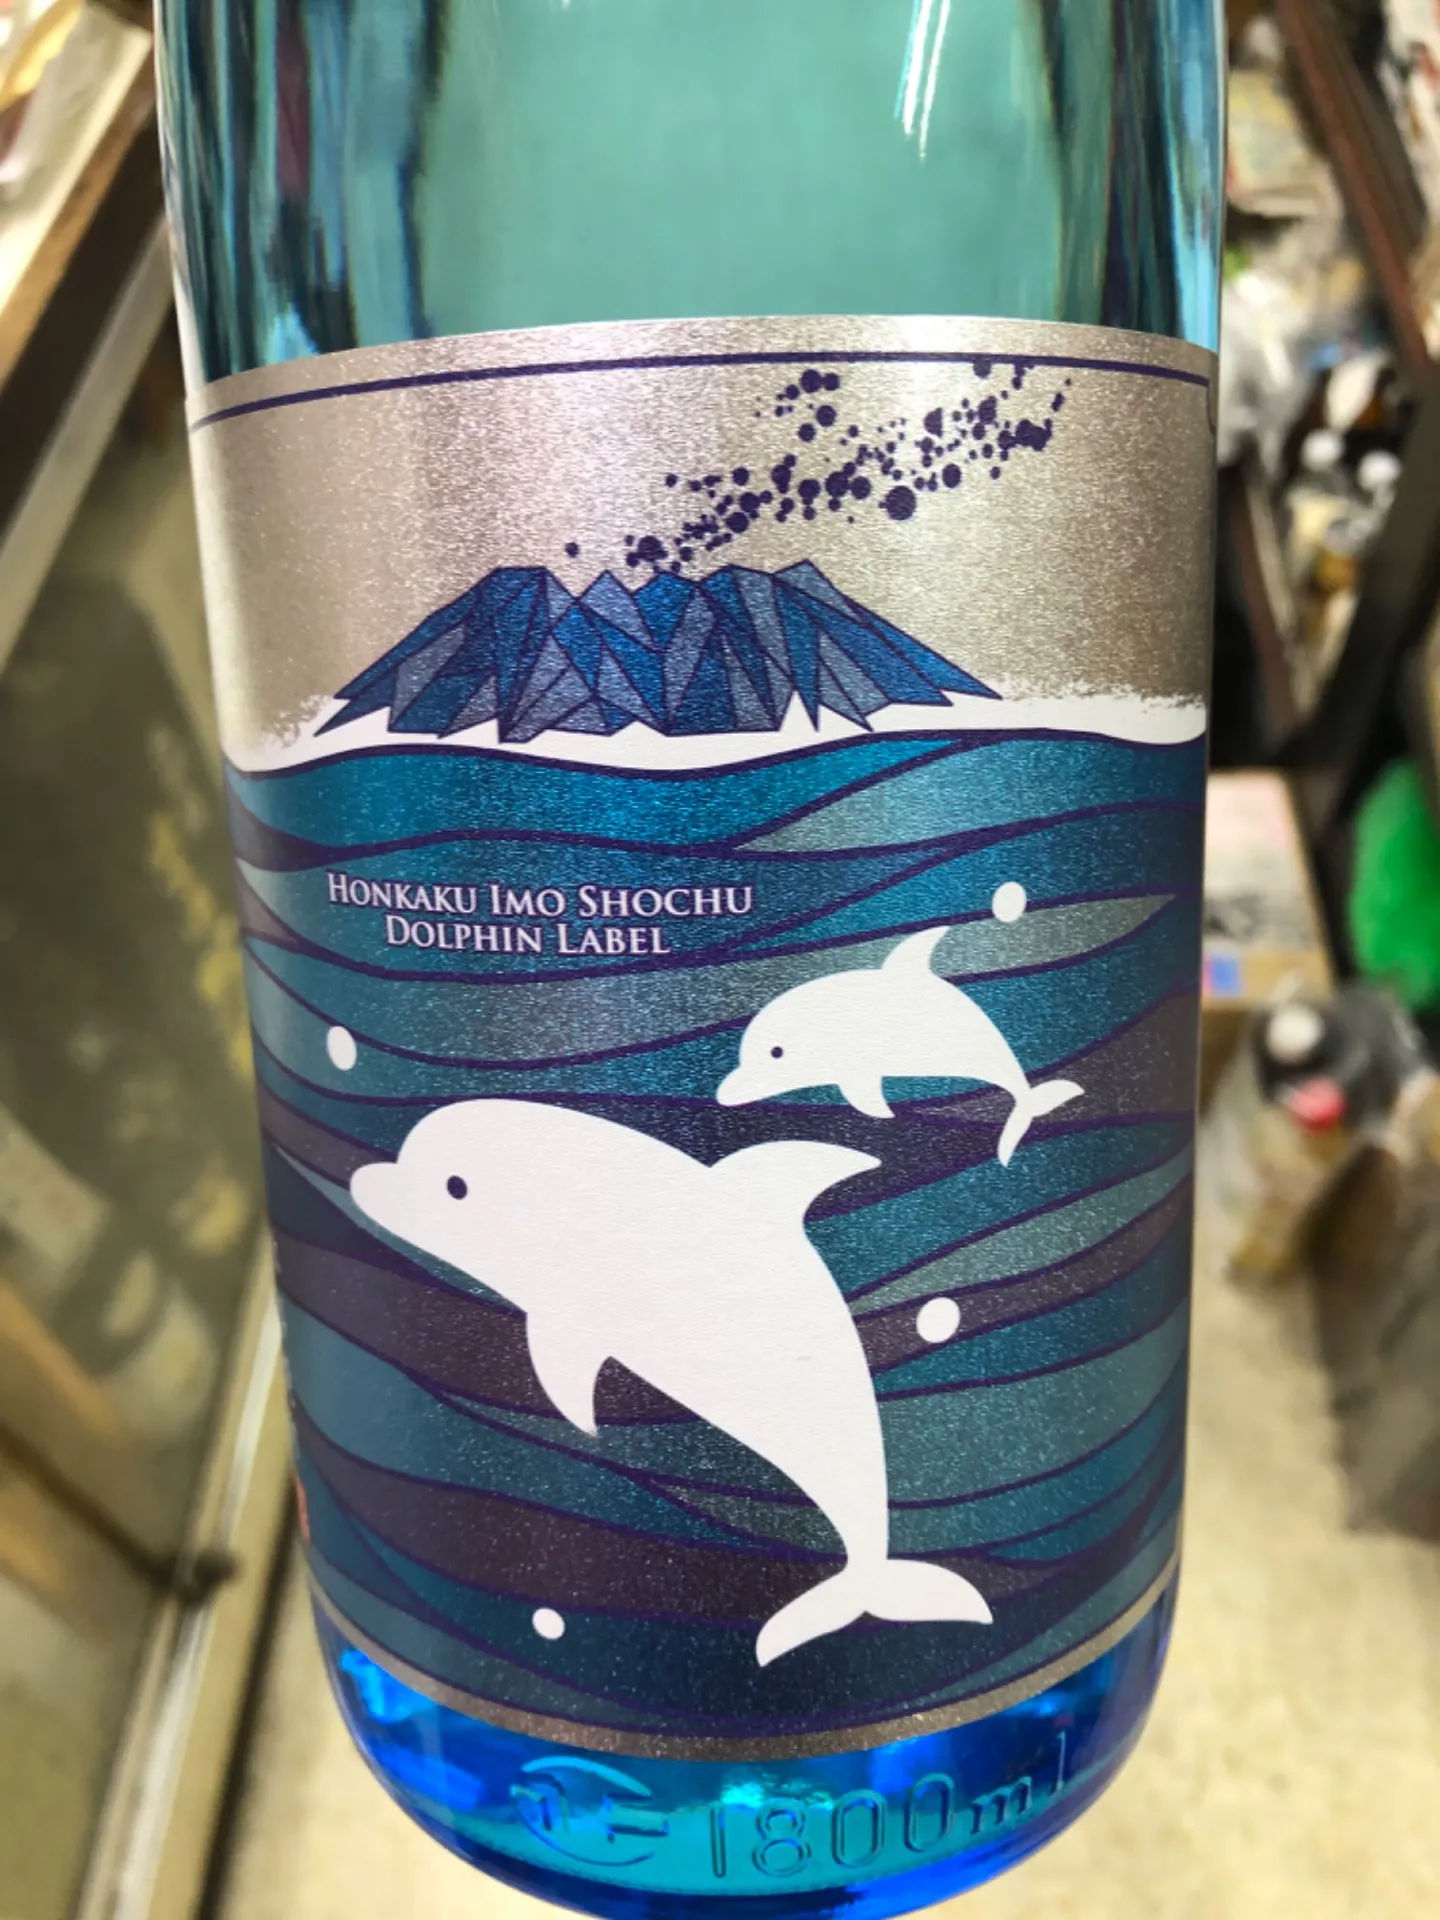 Honkaku Imo Shochu
Dolphin Label
1800ml